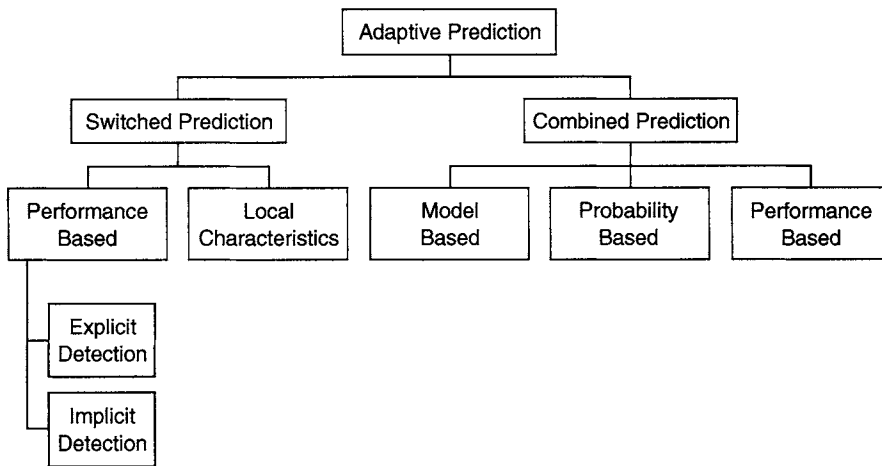 Adaptive Prediction
Switched Prediction
Combined Prediction
Performance
Based
Local
Characteristics
Model
Based
Probability
Based
Performance
Based
Explicit
Detection
Implicit
Detection